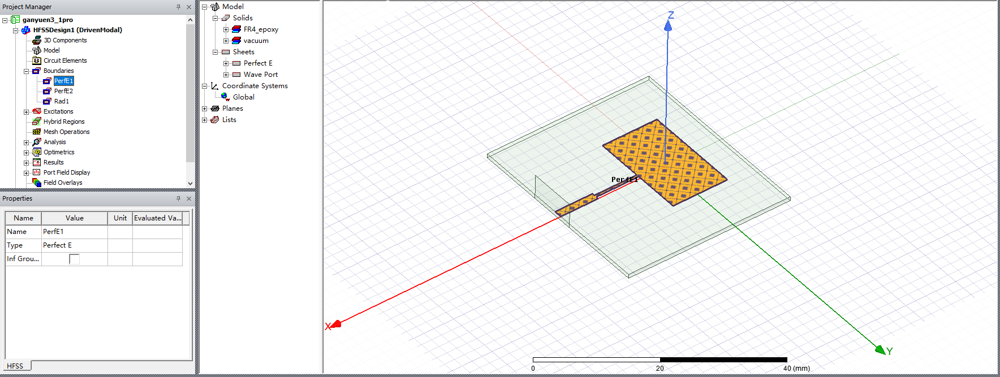 Project Manager
ganyuen3_1pro
HFSSDesign1 (DrivenModal)
3D Components
Model
Circuit Elements
Boundaries
PerfE1
PerfE2
Rad1
Excitations
Hybrid Regions
Mesh Operations
Analysis
Optimetrics
Results
Port Field Display
Field Overlays
Properties
Name Value Unit Evaluated Va...
Name PerfE1
Type Perfect E
Inf Grou...
HFSS
Model
Solids
FR4_epoxy
vacuum
Sheets
Perfect E
Wave Port
Coordinate Systems
Global
Planes
Lists
Z
PerfE1
X
Y
0 20 40 (mm)